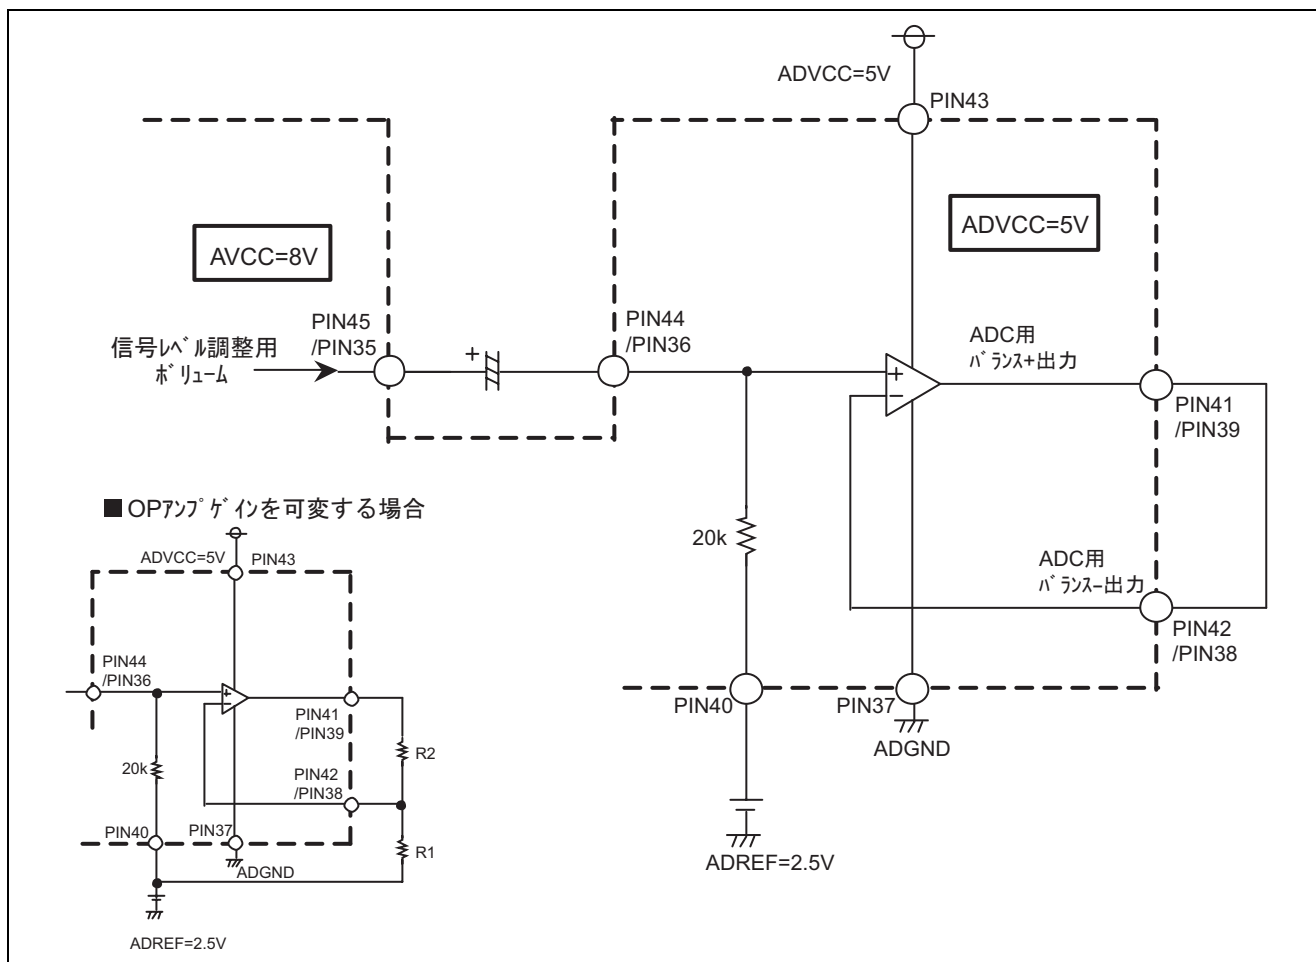 ADVCC=5V
PIN43
AVCC=8V
ADVCC=5V
信号ﾚﾍﾞﾙ調整用
ﾎﾞﾘｭｰﾑ
PIN45
/PIN35
+
PIN44
/PIN36
+
−
ADC用
ﾊﾞﾗﾝｽ+出力
PIN41
/PIN39
20k
ADC用
ﾊﾞﾗﾝｽ−出力
PIN42
/PIN38
PIN40
PIN37
ADGND
ADREF=2.5V
■ OPｱﾝﾌﾟｹﾞｲﾝを可変する場合
ADVCC=5V
PIN43
PIN44
/PIN36
+
−
PIN41
/PIN39
R2
20k
PIN42
/PIN38
PIN40
PIN37
R1
ADGND
ADREF=2.5V